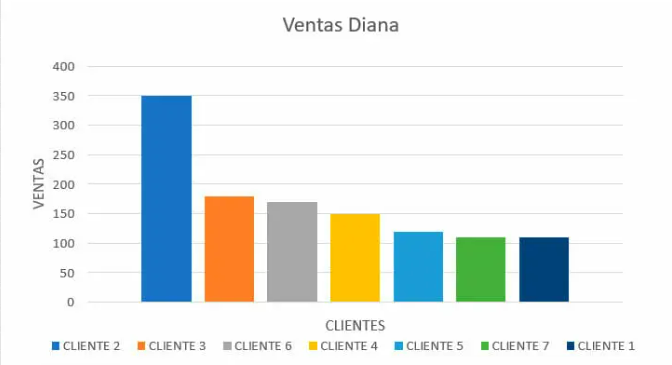 Ventas Diana
400
350
300
250
200
150
100
50
0
VENTAS
CLIENTES
CLIENTE 2 CLIENTE 3 CLIENTE 6 CLIENTE 4 CLIENTE 5 CLIENTE 7 CLIENTE 1